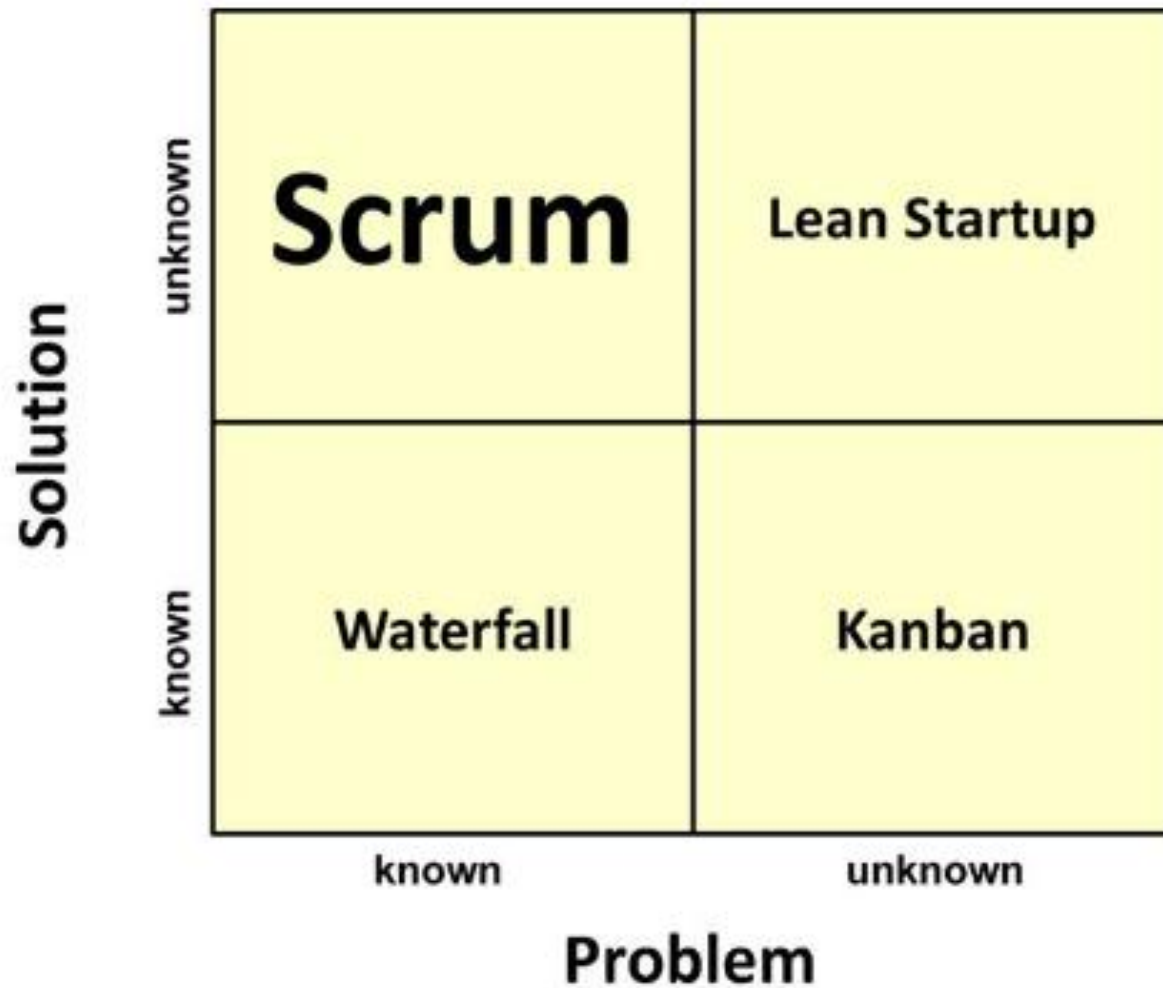 unknown
Scrum
Lean Startup
Solution
known
Waterfall
Kanban
known
unknown
Problem